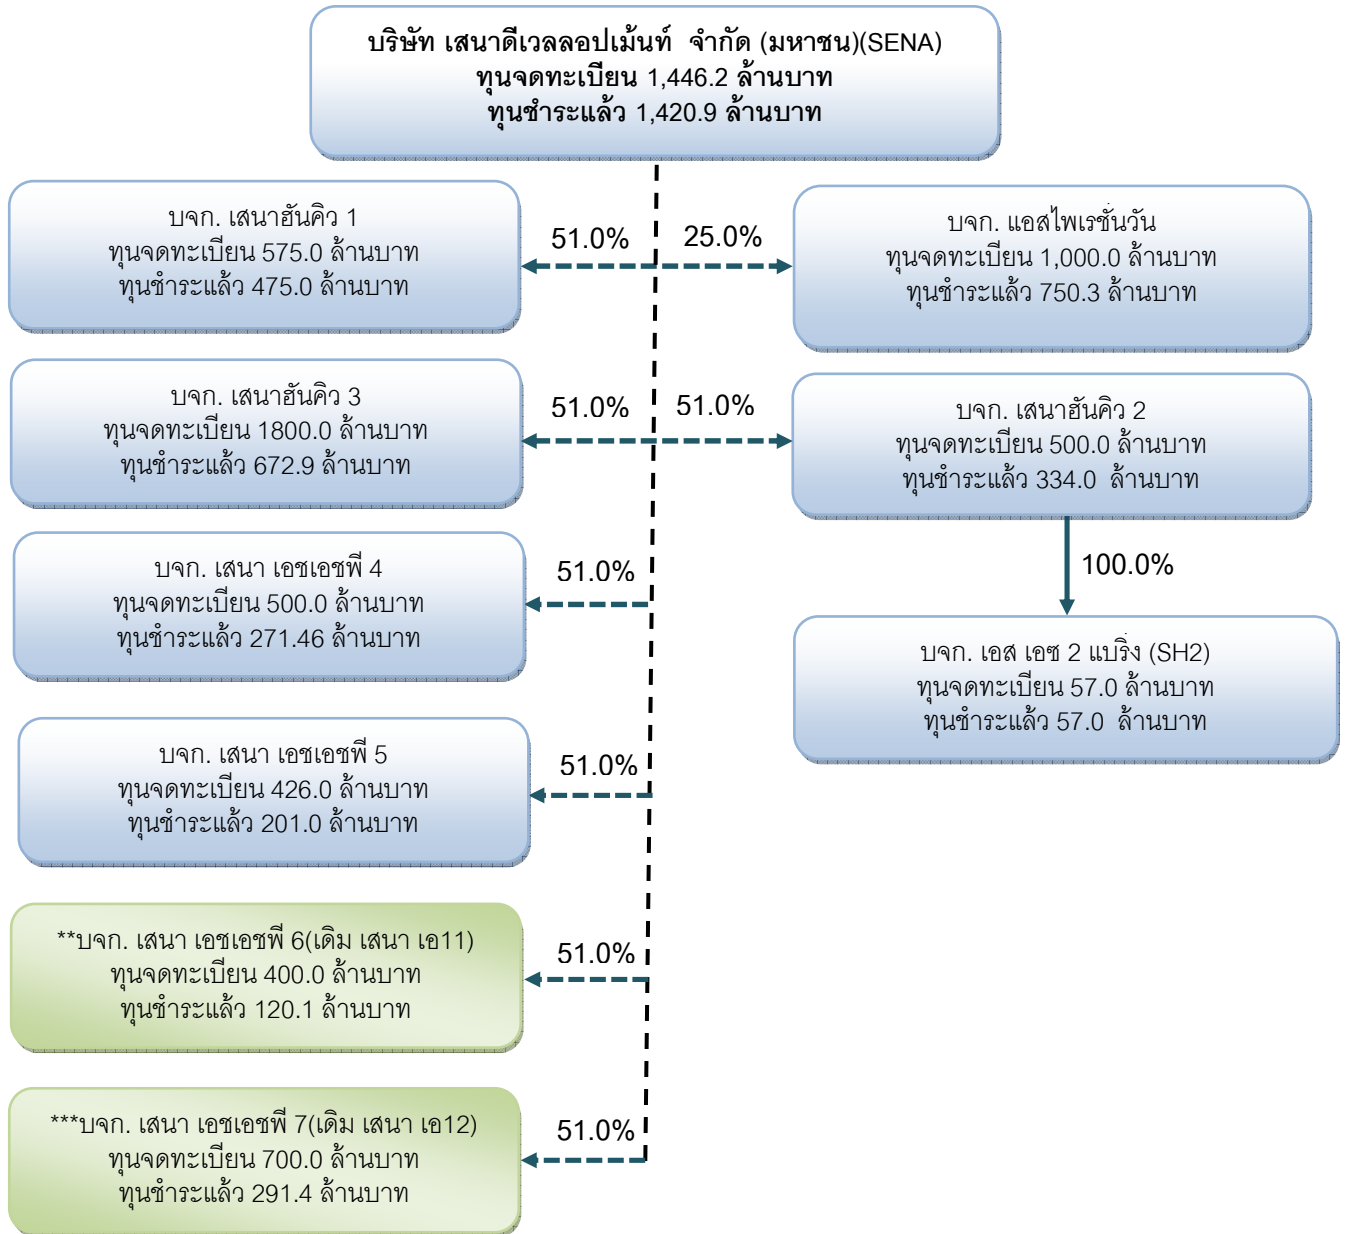 บริษัท เสนาดีเวลลอปเม้นท์ จำกัด (มหาชน)(SENA)
ทุนจดทะเบียน 1,446.2 ล้านบาท
ทุนชำระแล้ว 1,420.9 ล้านบาท
บจก. เสนาฮันคิว 1
ทุนจดทะเบียน 575.0 ล้านบาท
ทุนชำระแล้ว 475.0 ล้านบาท
51.0%
25.0%
บจก. แอสไพเรชั่นวัน
ทุนจดทะเบียน 1,000.0 ล้านบาท
ทุนชำระแล้ว 750.3 ล้านบาท
บจก. เสนาฮันคิว 3
ทุนจดทะเบียน 1800.0 ล้านบาท
ทุนชำระแล้ว 672.9 ล้านบาท
51.0%
51.0%
บจก. เสนาฮันคิว 2
ทุนจดทะเบียน 500.0 ล้านบาท
ทุนชำระแล้ว 334.0 ล้านบาท
บจก. เสนา เอชเอชพี 4
ทุนจดทะเบียน 500.0 ล้านบาท
ทุนชำระแล้ว 271.46 ล้านบาท
51.0%
100.0%
บจก. เอส เอช 2 แบริ่ง (SH2)
ทุนจดทะเบียน 57.0 ล้านบาท
ทุนชำระแล้ว 57.0 ล้านบาท
บจก. เสนา เอชเอชพี 5
ทุนจดทะเบียน 426.0 ล้านบาท
ทุนชำระแล้ว 201.0 ล้านบาท
51.0%
**บจก. เสนา เอชเอชพี 6(เดิม เสนา เอ11)
ทุนจดทะเบียน 400.0 ล้านบาท
ทุนชำระแล้ว 120.1 ล้านบาท
51.0%
***บจก. เสนา เอชเอชพี 7(เดิม เสนา เอ12)
ทุนจดทะเบียน 700.0 ล้านบาท
ทุนชำระแล้ว 291.4 ล้านบาท
51.0%